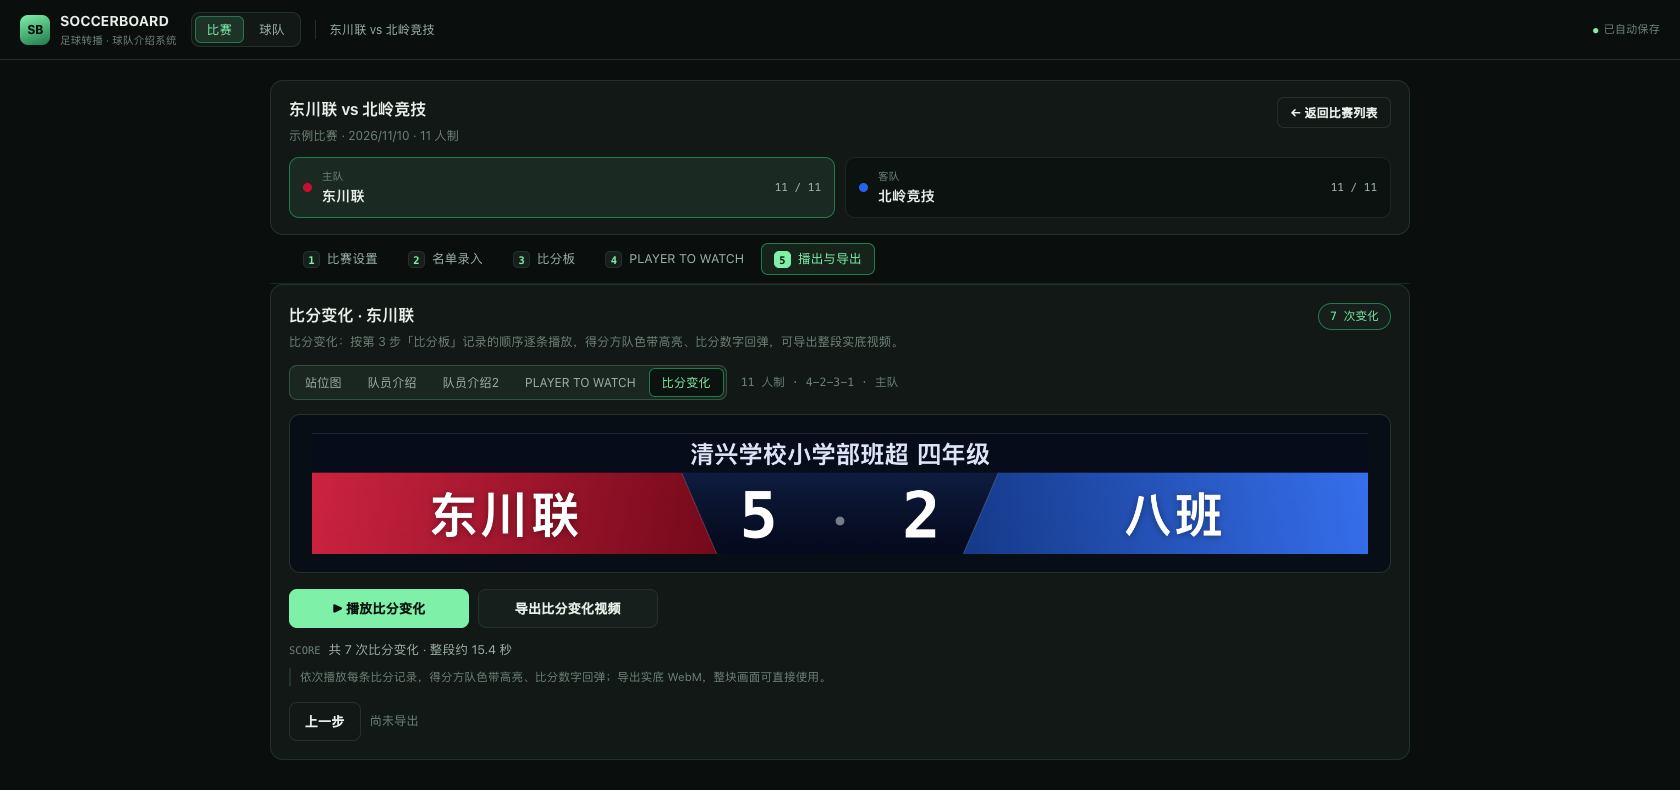 SB
SOCCERBOARD
足球转播 · 球队介绍系统
比赛
球队
东川联 vs 北岭竞技
已自动保存
东川联 vs 北岭竞技
← 返回比赛列表
示例比赛 · 2026/11/10 · 11 人制
主队
东川联
11 / 11
客队
北岭竞技
11 / 11
1 比赛设置
2 名单录入
3 比分板
4 PLAYER TO WATCH
5 播出与导出
比分变化 · 东川联
7 次变化
比分变化：按第 3 步「比分板」记录的顺序逐条播放，得分方队色带高亮、比分数字回弹，可导出整段实底视频。
站位图
队员介绍
队员介绍2
PLAYER TO WATCH
比分变化
11 人制 · 4-2-3-1 · 主队
清兴学校小学部班超 四年级
东川联
5 · 2
八班
▶ 播放比分变化
导出比分变化视频
SCORE 共 7 次比分变化 · 整段约 15.4 秒
依次播放每条比分记录，得分方队色带高亮、比分数字回弹；导出实底 WebM，整块画面可直接使用。
上一步
尚未导出